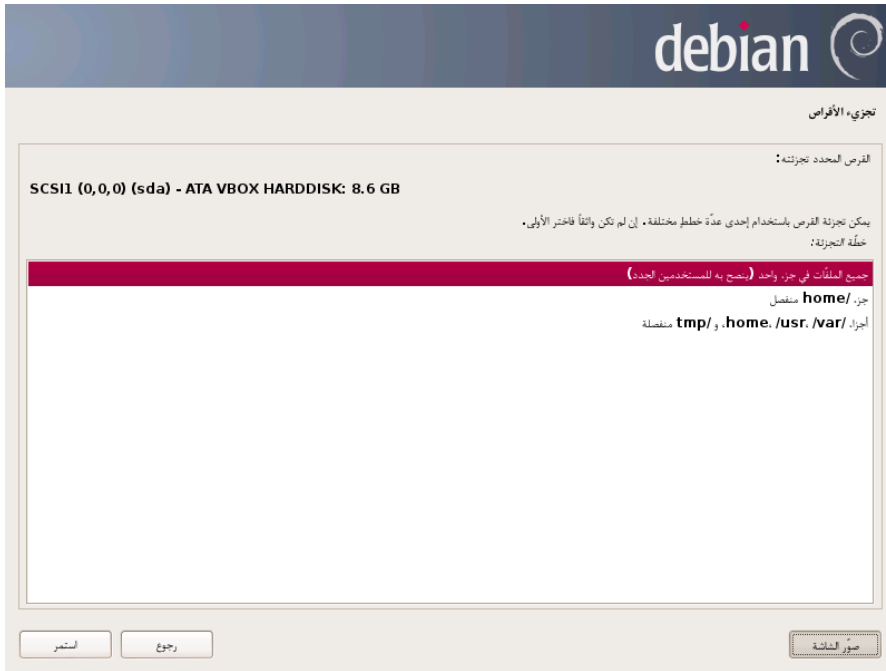 debian
تجزيء الأقراص
القرص المحدد تجزئته:
SCSI1 (0,0,0) (sda) - ATA VBOX HARDDISK: 8.6 GB
يمكن تجزئة القرص باستخدام إحدى عدّة خططٍ مختلفة. إن لم تكن واثقاً فاختر الأولى.
خطّة التجزئة:
جميع الملفّات في جزء واحد (ينصح به للمستخدمين الجدد)
جزء /home منفصل
أجزاء /home، /usr، /var، و /tmp منفصلة
صوّر الشاشة
رجوع
استمر